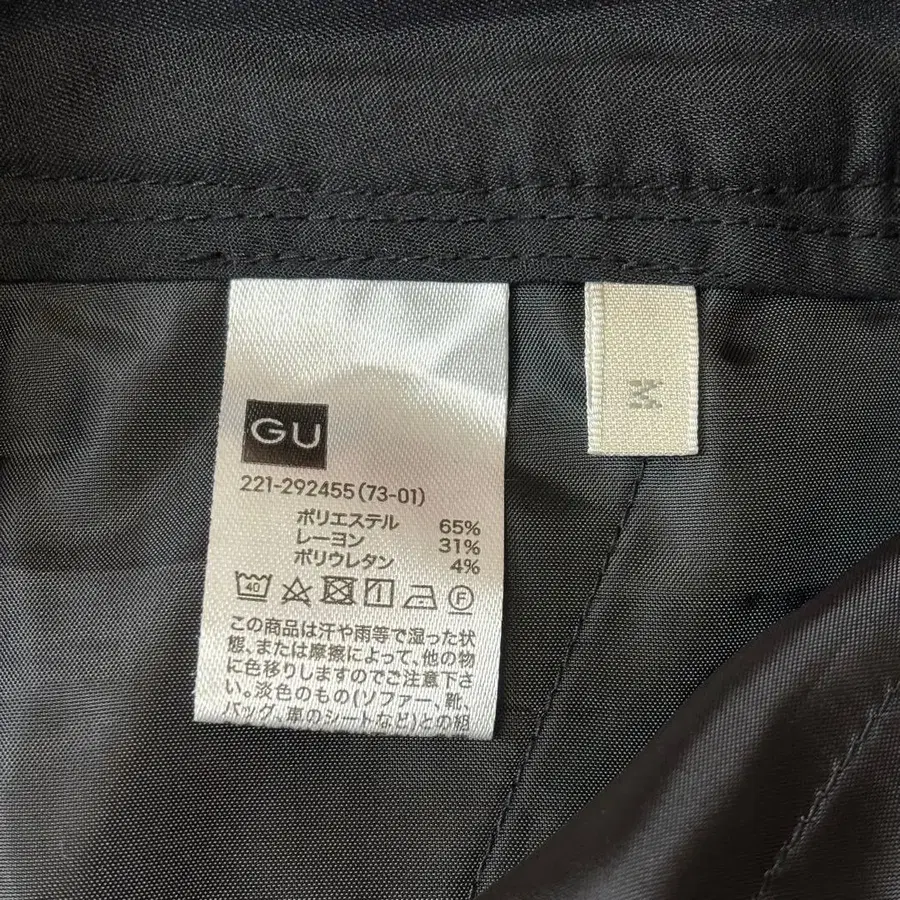 GU
221-292455(73-01)
ポリエステル 65%
レーヨン 31%
ポリウレタン 4%
40
F
この商品は汗や雨等で湿った状
態、または摩擦によって、他の物
に色移りしますのでご注意下さ
い。淡色のもの(ソファー、靴、
バッグ、車のシートなど)との組
M